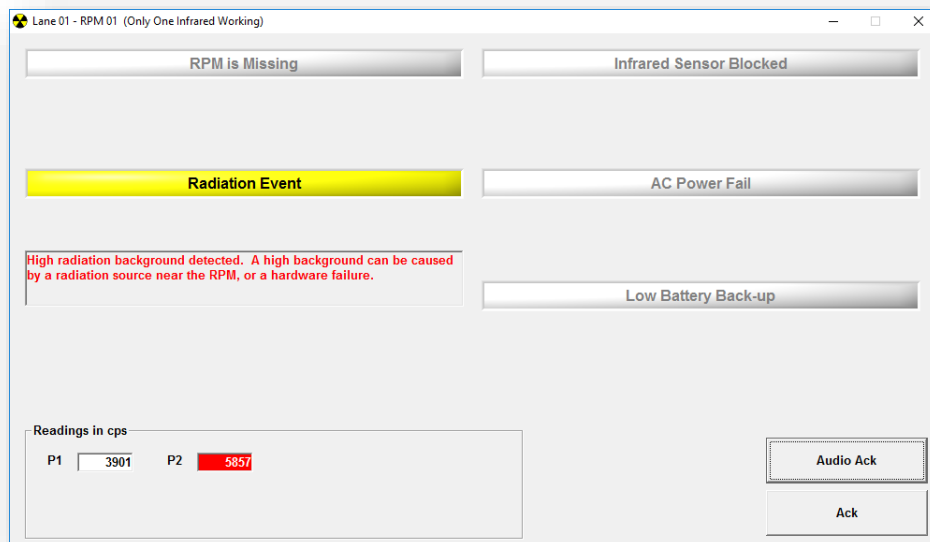 Lane 01 - RPM 01 (Only One Infrared Working)
RPM is Missing
Infrared Sensor Blocked
Radiation Event
AC Power Fail
High radiation background detected. A high background can be caused
by a radiation source near the RPM, or a hardware failure.
Low Battery Back-up
Readings in cps
P1 3901 P2 5857
Audio Ack
Ack